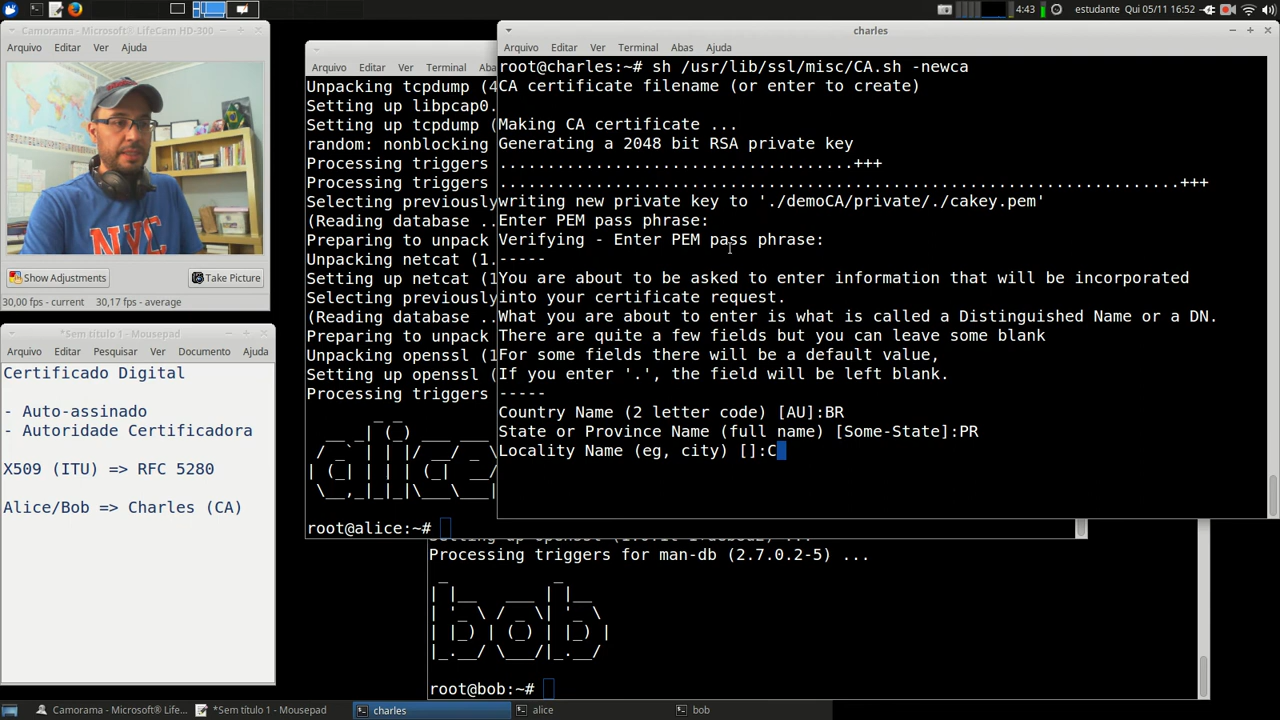 4:43 estudante Qui 05/11 16:52
Camorama - Microsoft® LifeCam HD-300
Arquivo Editar Ver Ajuda
Show Adjustments Take Picture
30,00 fps - current 30,17 fps - average
*Sem título 1 - Mousepad
Arquivo Editar Pesquisar Ver Documento Ajuda
Certificado Digital
- Auto-assinado
- Autoridade Certificadora
X509 (ITU) => RFC 5280
Alice/Bob => Charles (CA)
Arquivo Editar Ver Terminal Aba
Unpacking tcpdump (4
Setting up libpcap0.
Setting up tcpdump (
random: nonblocking
Processing triggers
Processing triggers
Selecting previously
(Reading database ..
Preparing to unpack
Unpacking netcat (1.
Setting up netcat (1
Selecting previously
(Reading database ..
Preparing to unpack
Unpacking openssl (1
Setting up openssl (
Processing triggers
alice
root@alice:~#
charles
Arquivo Editar Ver Terminal Abas Ajuda
root@charles:~# sh /usr/lib/ssl/misc/CA.sh -newca
CA certificate filename (or enter to create)
Making CA certificate ...
Generating a 2048 bit RSA private key
.....................................+++
.......................................................................+++
writing new private key to './demoCA/private/./cakey.pem'
Enter PEM pass phrase:
Verifying - Enter PEM pass phrase:
-----
You are about to be asked to enter information that will be incorporated
into your certificate request.
What you are about to enter is what is called a Distinguished Name or a DN.
There are quite a few fields but you can leave some blank
For some fields there will be a default value,
If you enter '.', the field will be left blank.
-----
Country Name (2 letter code) [AU]:BR
State or Province Name (full name) [Some-State]:PR
Locality Name (eg, city) []:C
Processing triggers for man-db (2.7.0.2-5) ...
bob
root@bob:~#
Camorama - Microsoft® LifeC... *Sem título 1 - Mousepad charles alice bob